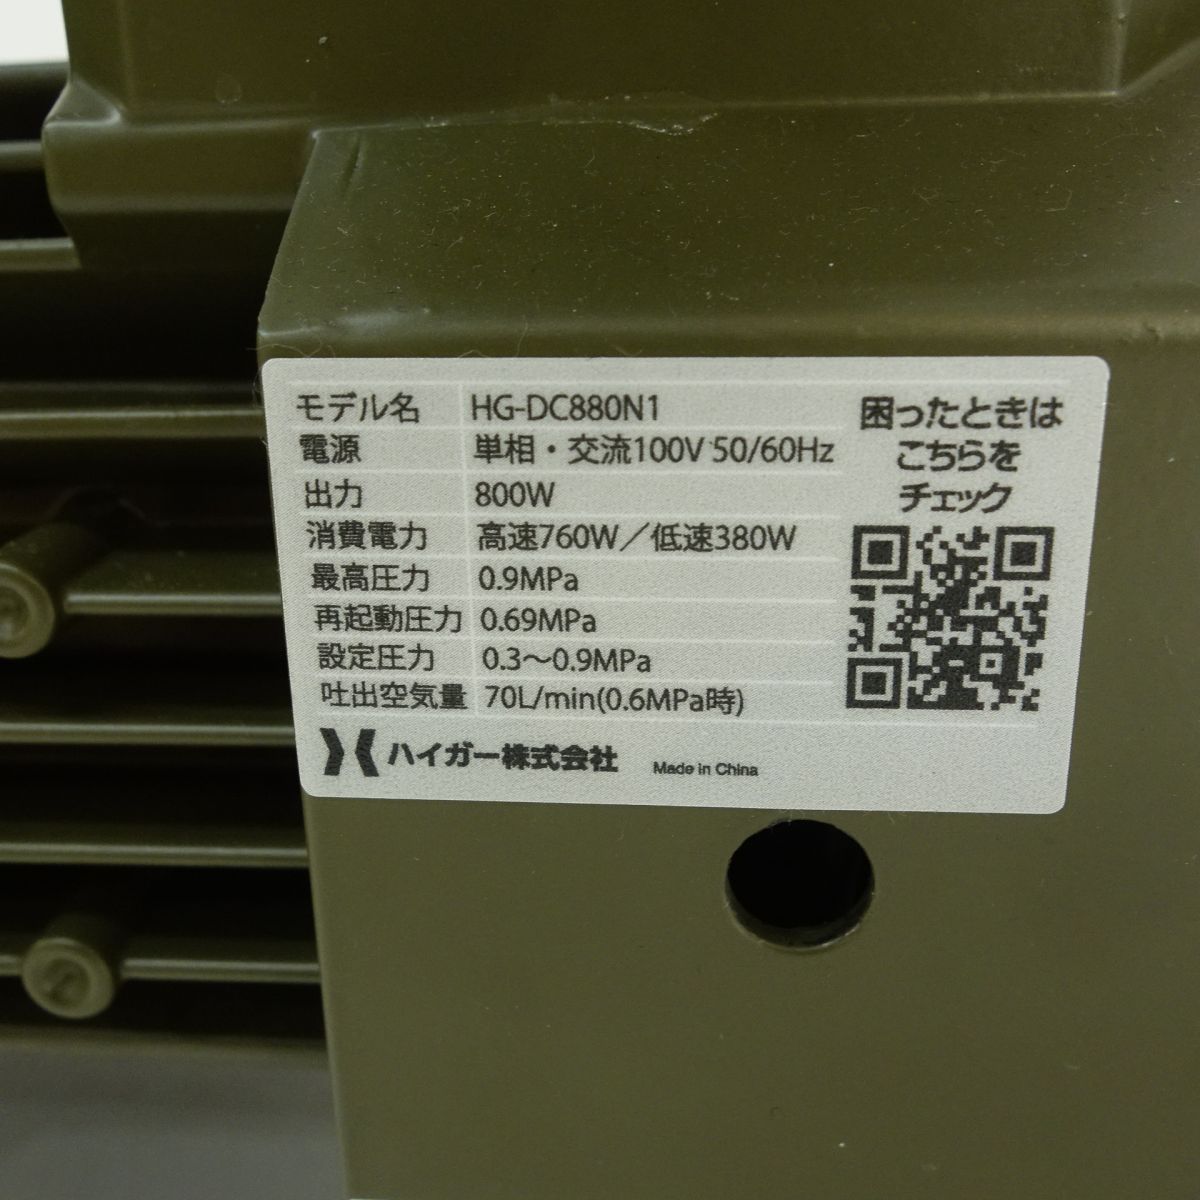 モデル名 HG-DC880N1
電源 単相・交流100V 50/60Hz
出力 800W
消費電力 高速760W／低速380W
最高圧力 0.9MPa
再起動圧力 0.69MPa
設定圧力 0.3～0.9MPa
吐出空気量 70L/min(0.6MPa時)
ハイガー株式会社 Made in China
困ったときは
こちらを
チェック